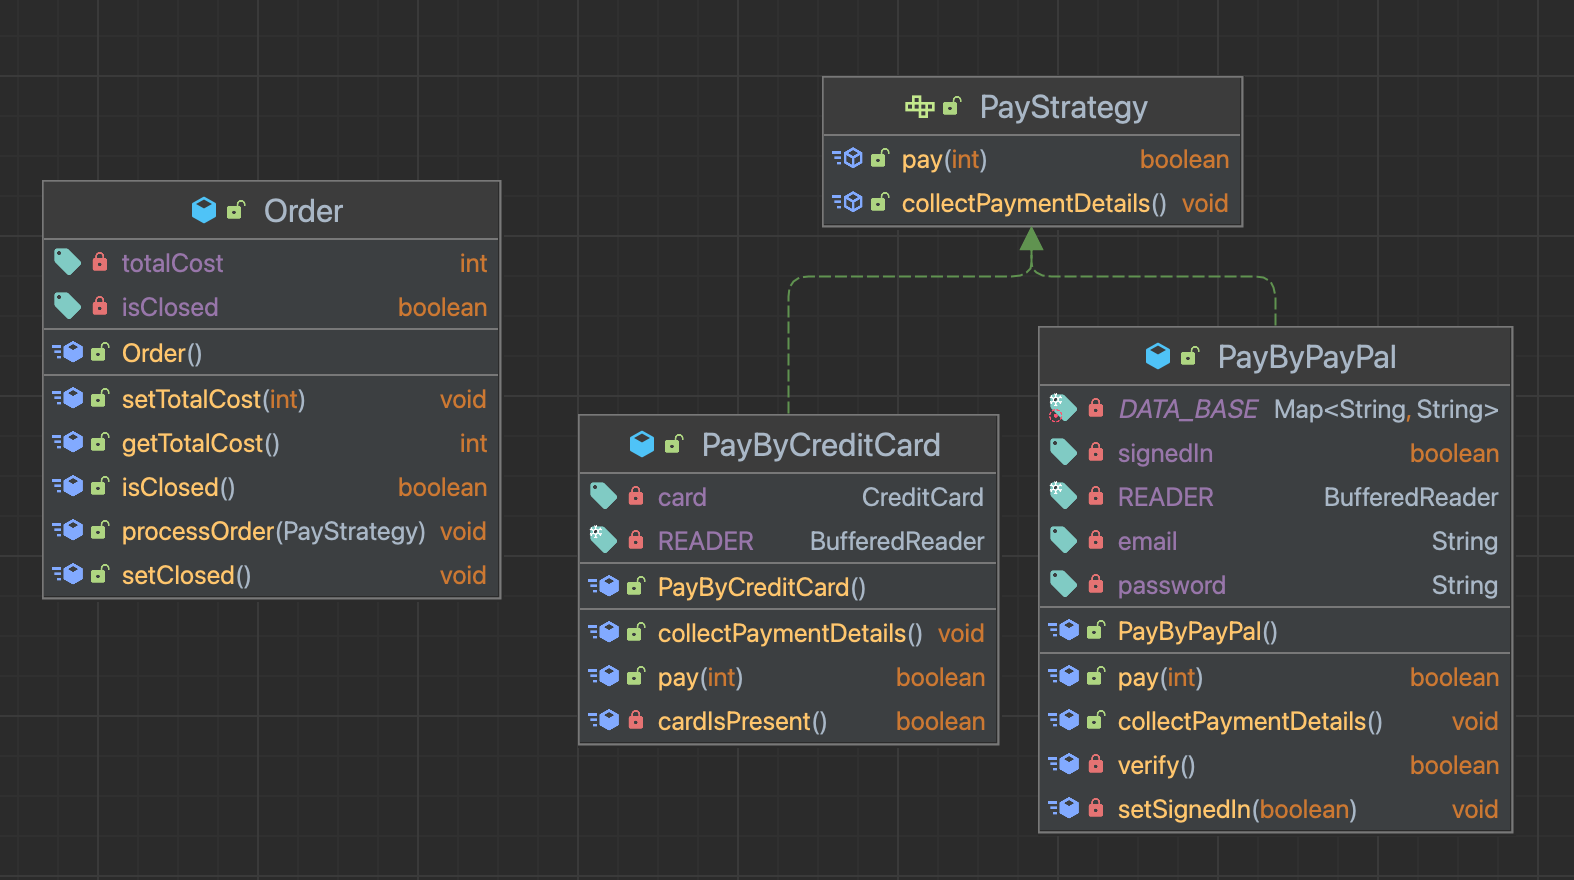 PayStrategy
pay(int) boolean
collectPaymentDetails() void
Order
totalCost int
isClosed boolean
Order()
setTotalCost(int) void
getTotalCost() int
isClosed() boolean
processOrder(PayStrategy) void
setClosed() void
PayByCreditCard
card CreditCard
READER BufferedReader
PayByCreditCard()
collectPaymentDetails() void
pay(int) boolean
cardIsPresent() boolean
PayByPayPal
DATA_BASE Map<String, String>
signedIn boolean
READER BufferedReader
email String
password String
PayByPayPal()
pay(int) boolean
collectPaymentDetails() void
verify() boolean
setSignedIn(boolean) void